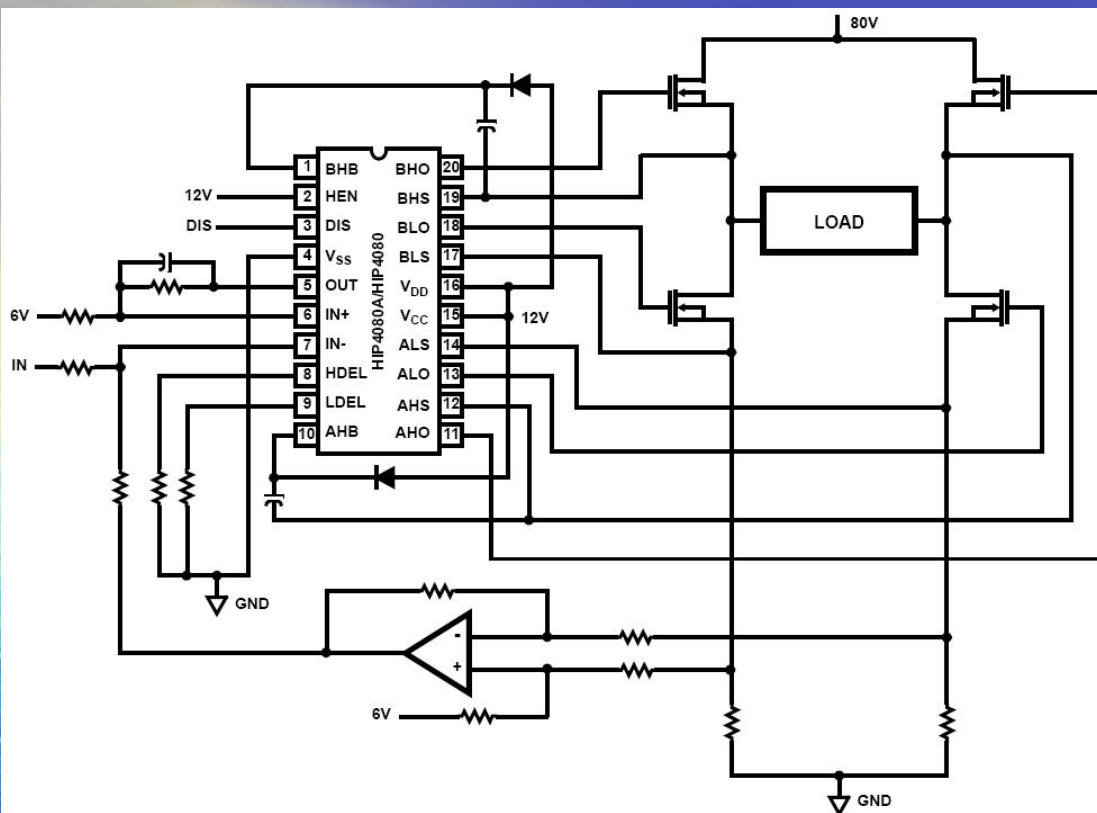 80V
1 BHB BHO 20
12V 2 HEN BHS 19
DIS 3 DIS BLO 18
4 VSS BLS 17
5 OUT VDD 16
6V 6 IN+ VCC 15 12V
IN 7 IN- ALS 14
8 HDEL ALO 13
9 LDEL AHS 12
10 AHB AHO 11
HIP4080A/HIP4080
LOAD
GND
-
+
6V
GND